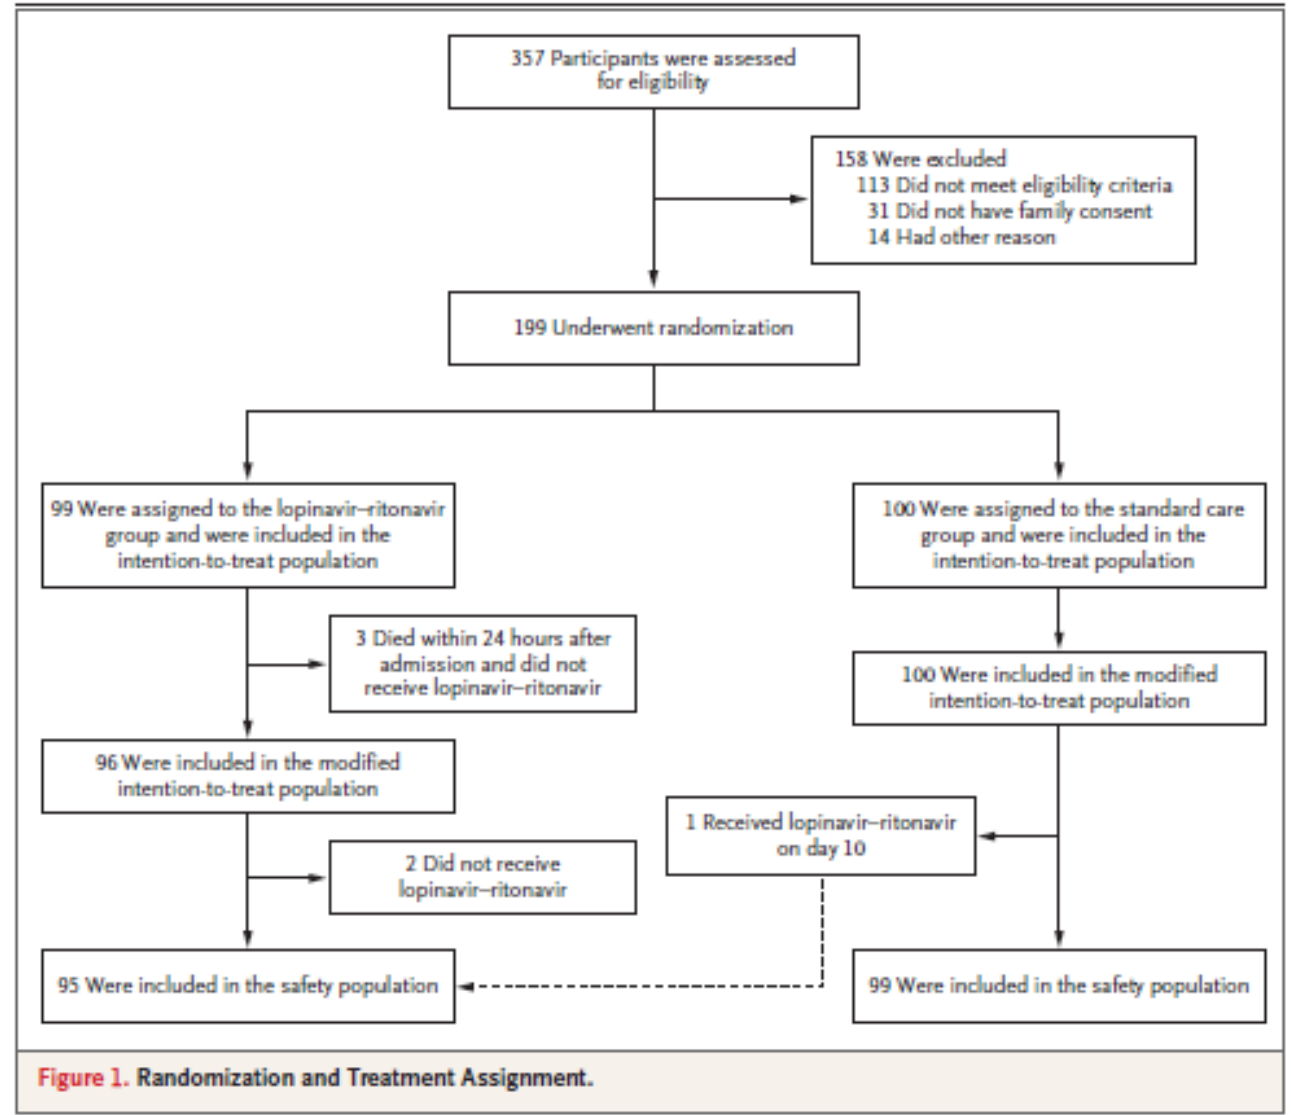 357 Participants were assessed
for eligibility
158 Were excluded
113 Did not meet eligibility criteria
31 Did not have family consent
14 Had other reason
199 Underwent randomization
99 Were assigned to the lopinavir–ritonavir
group and were included in the
intention-to-treat population
100 Were assigned to the standard care
group and were included in the
intention-to-treat population
3 Died within 24 hours after
admission and did not
receive lopinavir–ritonavir
100 Were included in the modified
intention-to-treat population
96 Were included in the modified
intention-to-treat population
1 Received lopinavir–ritonavir
on day 10
2 Did not receive
lopinavir–ritonavir
95 Were included in the safety population
99 Were included in the safety population
Figure 1. Randomization and Treatment Assignment.